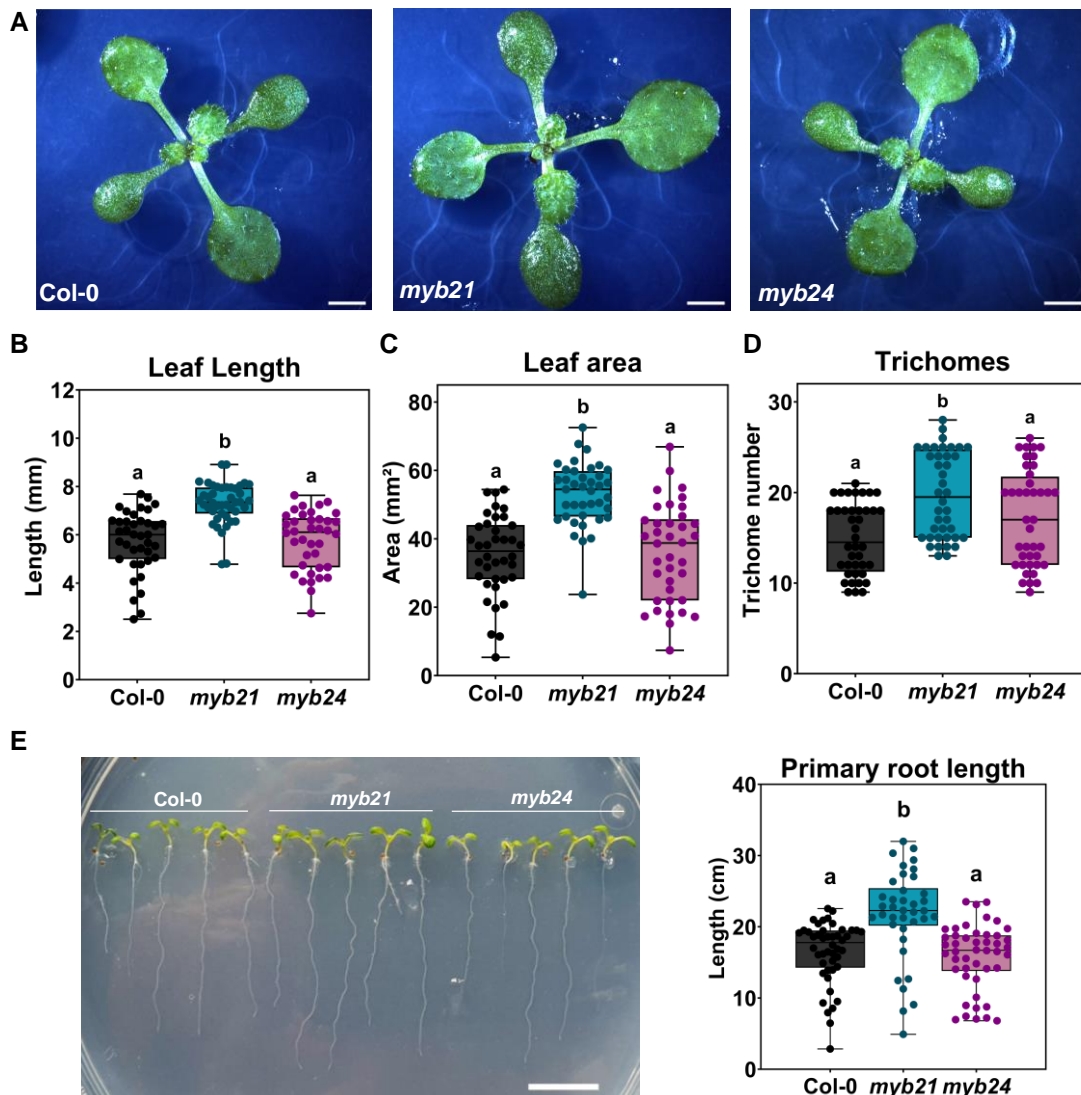 A
Col-0
myb21
myb24
B
Leaf Length
Length (mm)
12
10
8
6
4
2
0
a
b
a
Col-0
myb21
myb24
C
Leaf area
Area (mm²)
80
60
40
20
0
a
b
a
Col-0
myb21
myb24
D
Trichomes
Trichome number
30
20
10
0
a
b
a
Col-0
myb21
myb24
E
Col-0
myb21
myb24
Primary root length
Length (cm)
40
30
20
10
0
a
b
a
Col-0
myb21
myb24